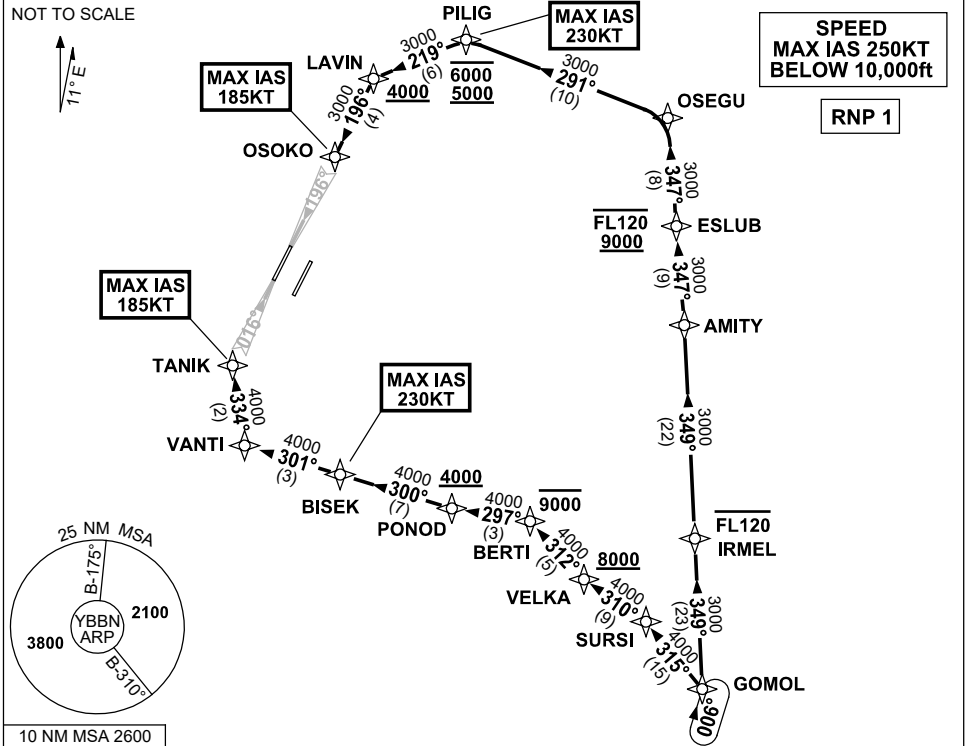 NOT TO SCALE
11° E
PILIG
MAX IAS
230KT
SPEED
MAX IAS 250KT
BELOW 10,000ft
RNP 1
LAVIN
3000
219°
(6)
6000
5000
4000
3000
291°
(10)
OSEGU
MAX IAS
185KT
3000
196°
(4)
OSOKO
196°
3000
347°
(8)
FL120
9000
ESLUB
3000
347°
(9)
AMITY
MAX IAS
185KT
016°
TANIK
4000
334°
(2)
VANTI
MAX IAS
230KT
4000
301°
(3)
BISEK
4000
300°
(7)
4000
PONOD
4000
297°
(3)
9000
BERTI
4000
312°
(5)
8000
VELKA
4000
310°
(9)
SURSI
4000
315°
(15)
3000
349°
(22)
FL120
IRMEL
3000
349°
(23)
GOMOL
006°
25 NM MSA
B-175°
YBBN
ARP
2100
3800
B-310°
10 NM MSA 2600